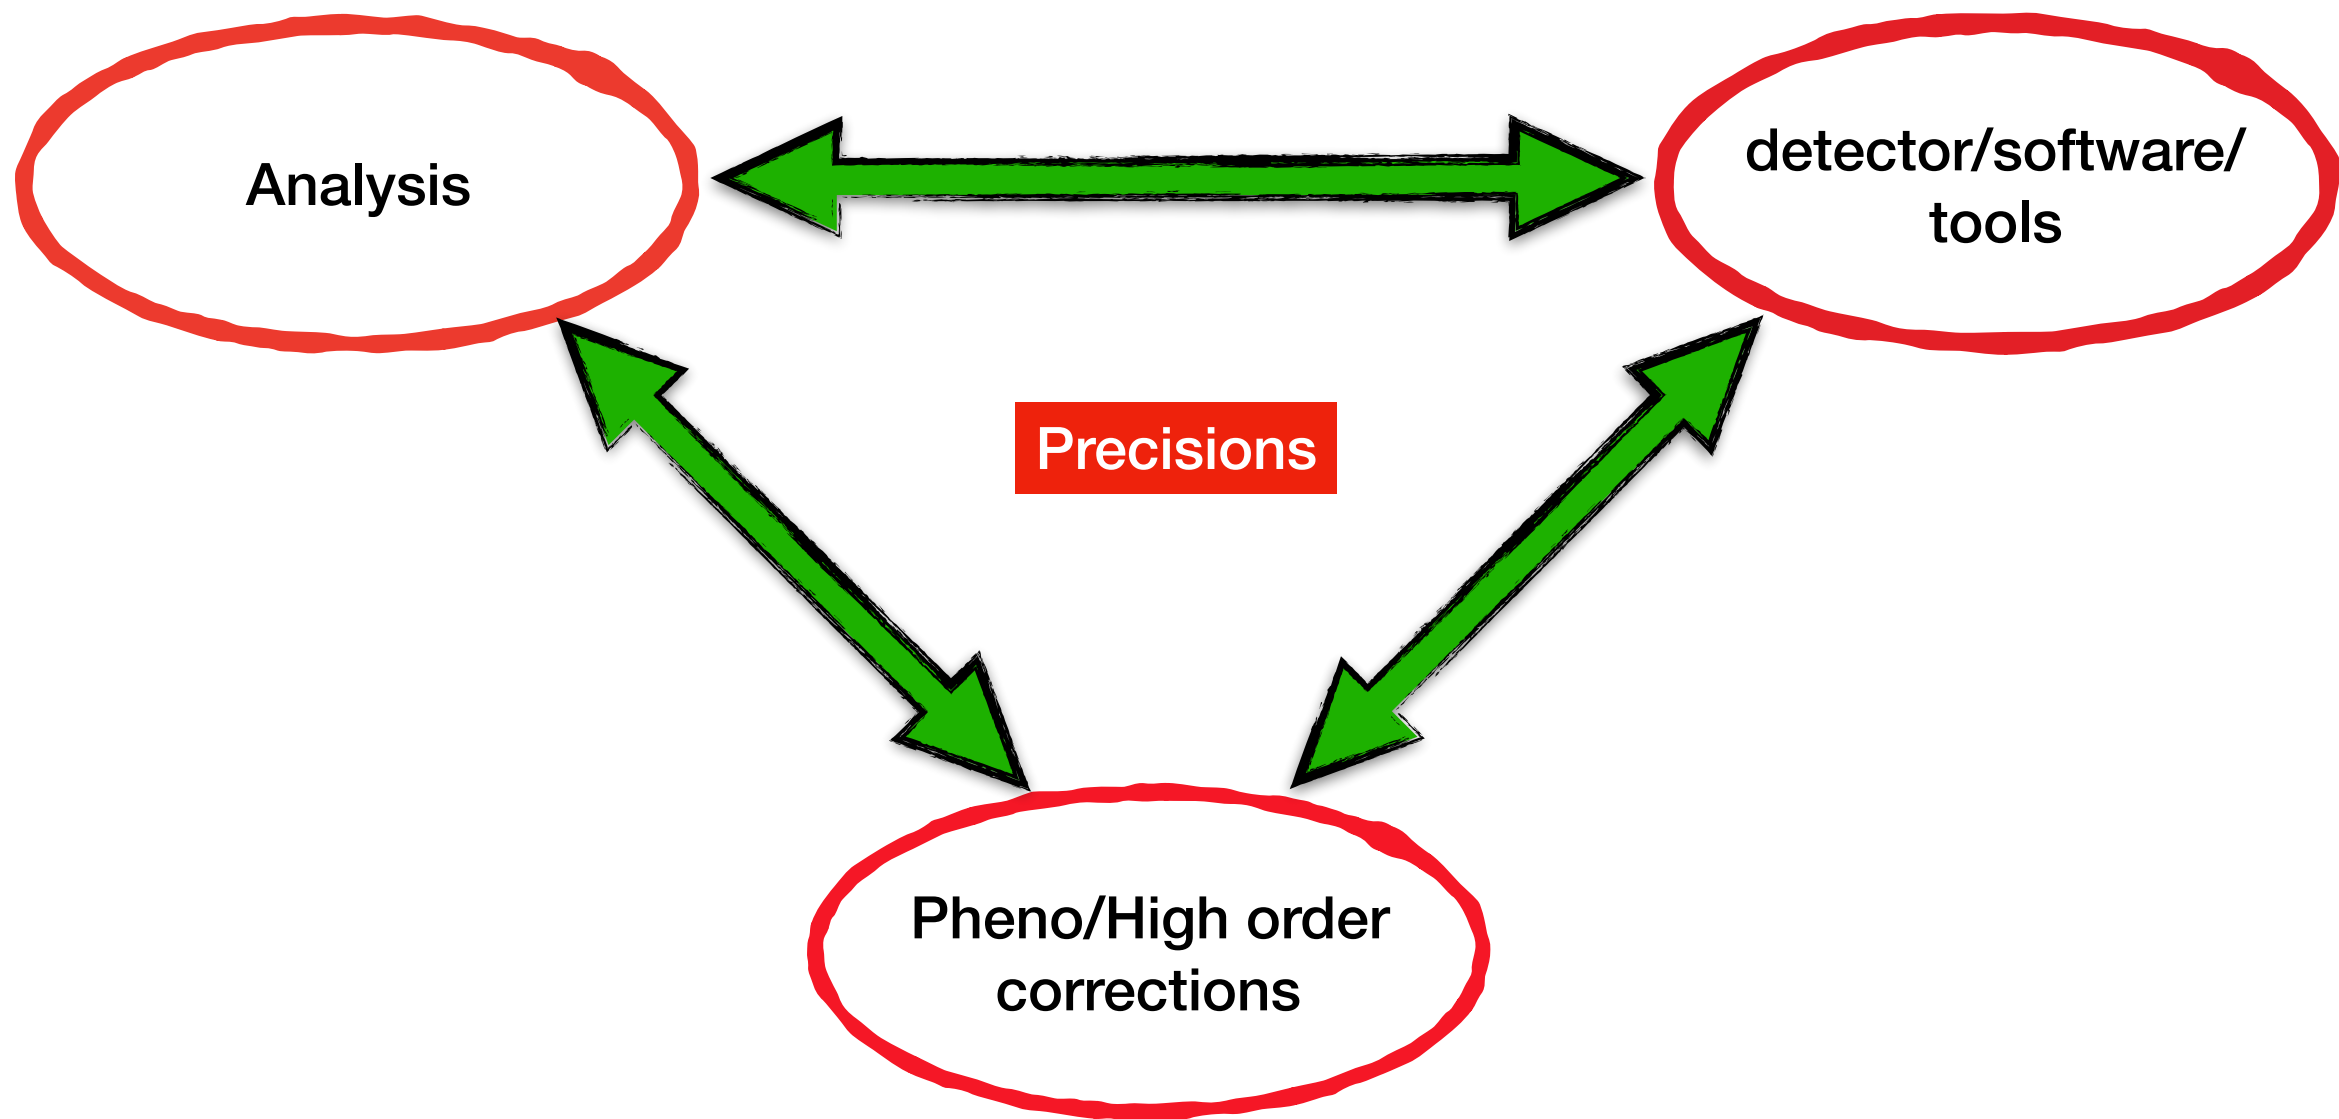 Analysis
detector/software/
tools
Precisions
Pheno/High order
corrections